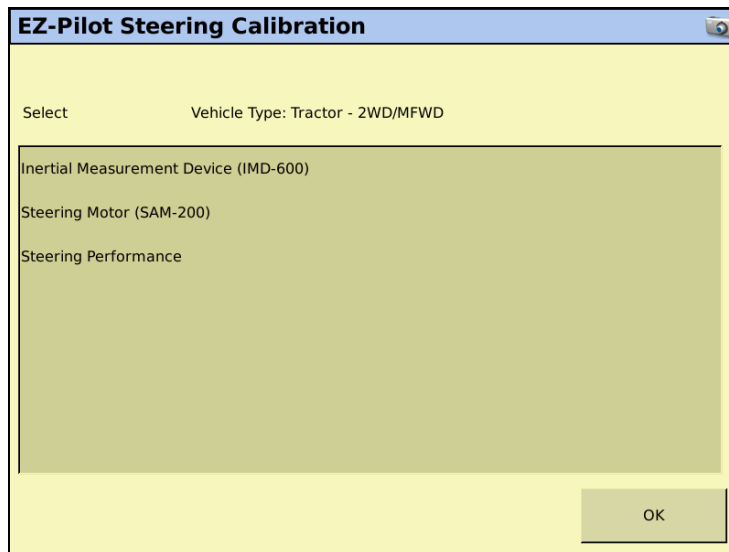 EZ-Pilot Steering Calibration
Select Vehicle Type: Tractor - 2WD/MFWD
Inertial Measurement Device (IMD-600)
Steering Motor (SAM-200)
Steering Performance
OK